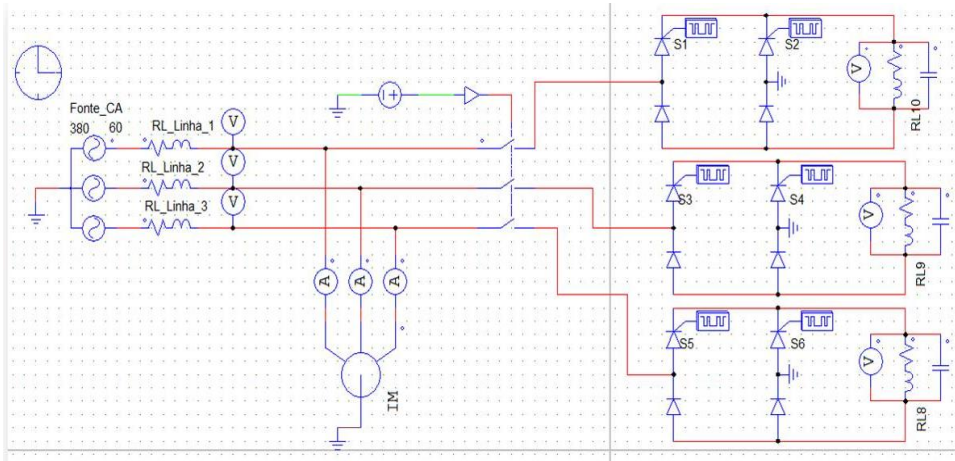 S1
S2
V
RL10
Fonte_CA
380 60
RL_Linha_1
V
RL_Linha_2
V
RL_Linha_3
V
S3
S4
V
RL9
A
A
A
IM
S5
S6
V
RL8